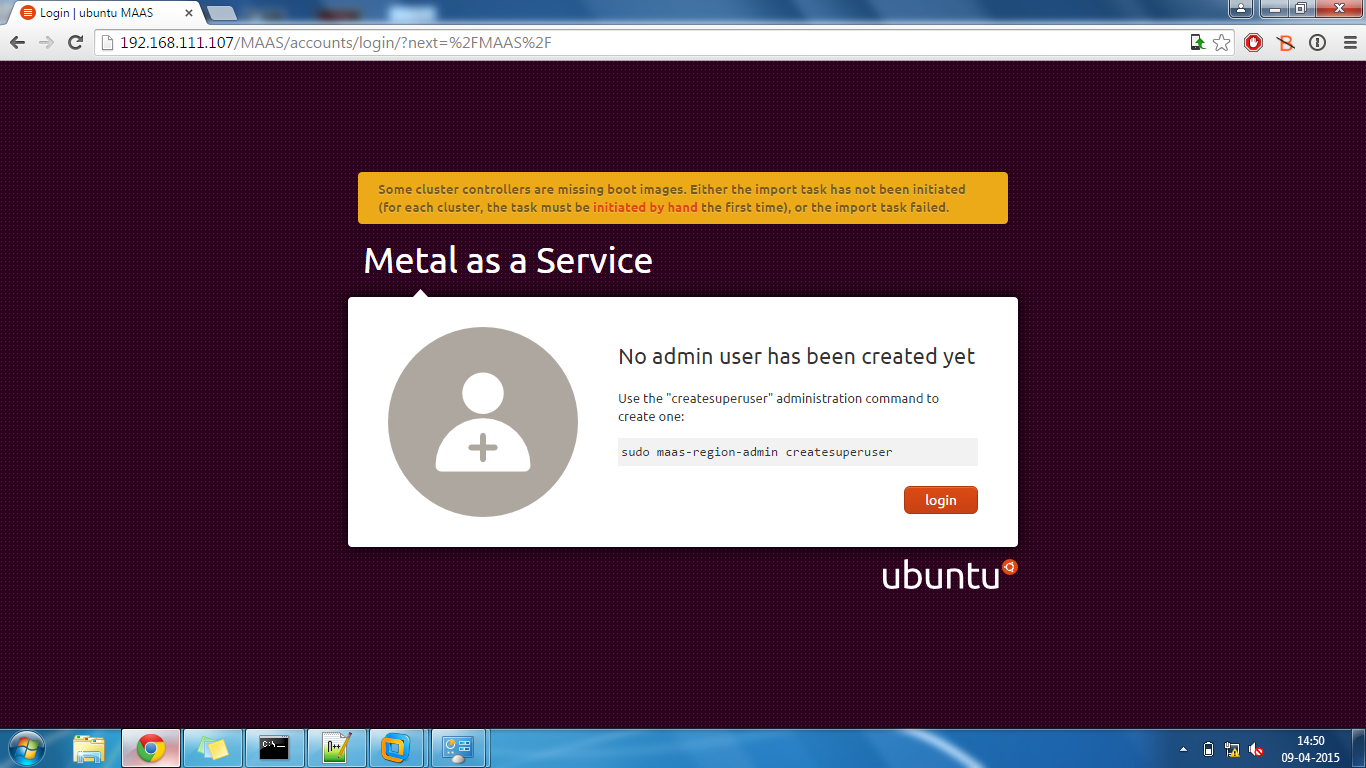 Login | ubuntu MAAS
192.168.111.107/MAAS/accounts/login/?next=%2FMAAS%2F
Some cluster controllers are missing boot images. Either the import task has not been initiated
(for each cluster, the task must be initiated by hand the first time), or the import task failed.
Metal as a Service
No admin user has been created yet
Use the "createsuperuser" administration command to
create one:
sudo maas-region-admin createsuperuser
login
ubuntu
14:50
09-04-2015